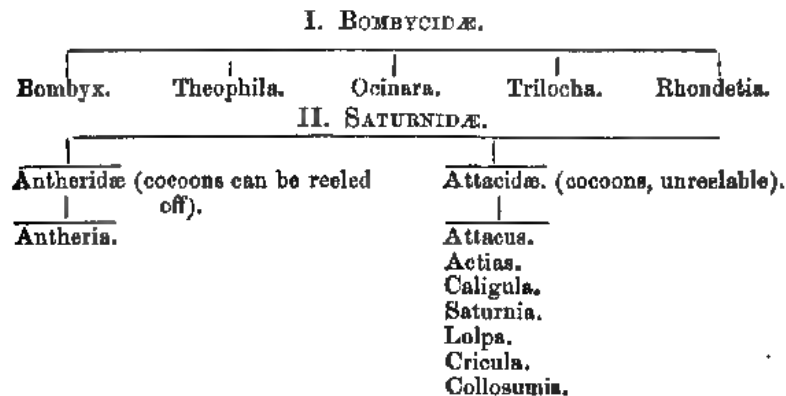 I. BOMBYCIDÆ.
Bombyx. Theophila. Ocinara. Trilocha. Rhondetia.
II. SATURNIDÆ.
Antheridæ (cocoons can be reeled off). Attacidæ. (cocoons, unreelable).
Antheria. Attacus.
Actias.
Caligula.
Saturnia.
Lolpa.
Cricula.
Collosumia.